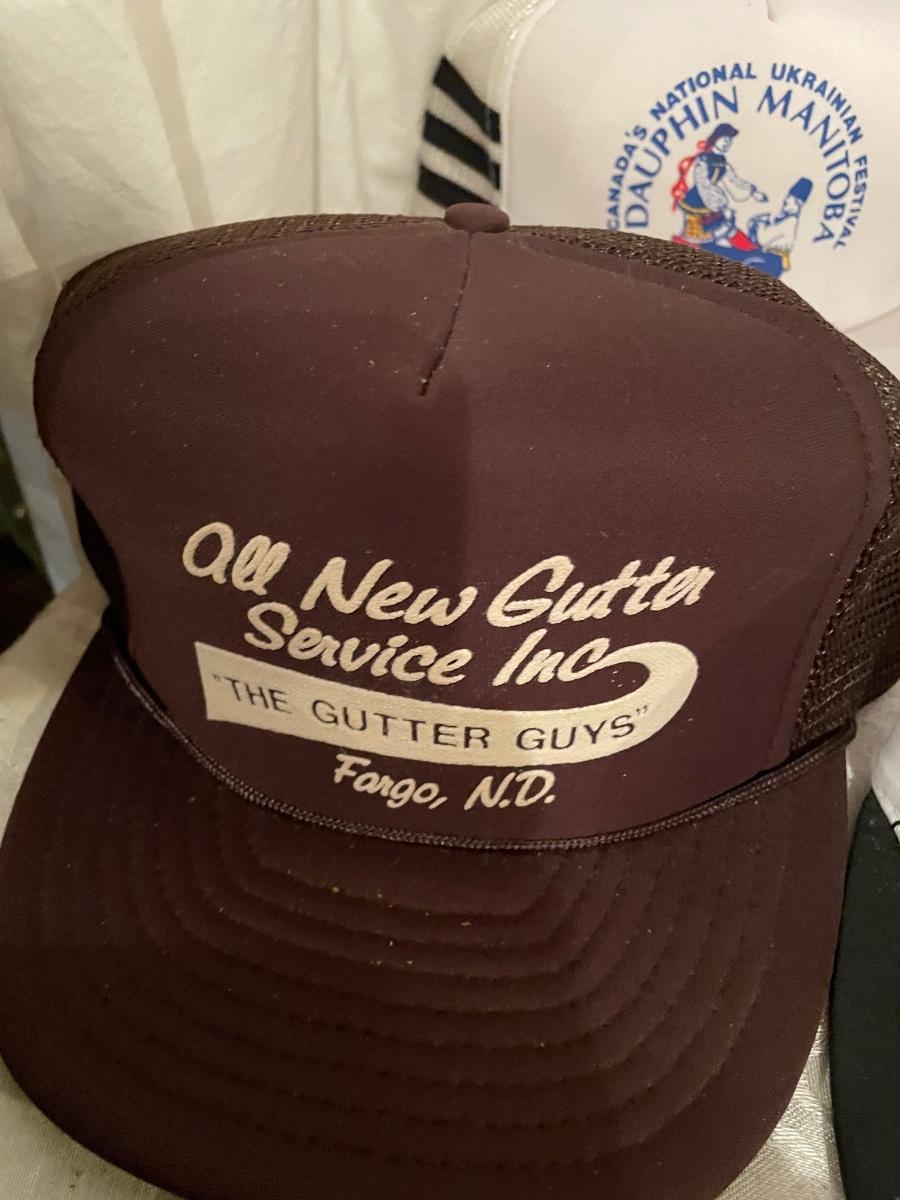 CANADA'S NATIONAL UKRAINIAN FESTIVAL
DAUPHIN MANITOBA
All New Gutter
Service Inc
"THE GUTTER GUYS"
Fargo, N.D.